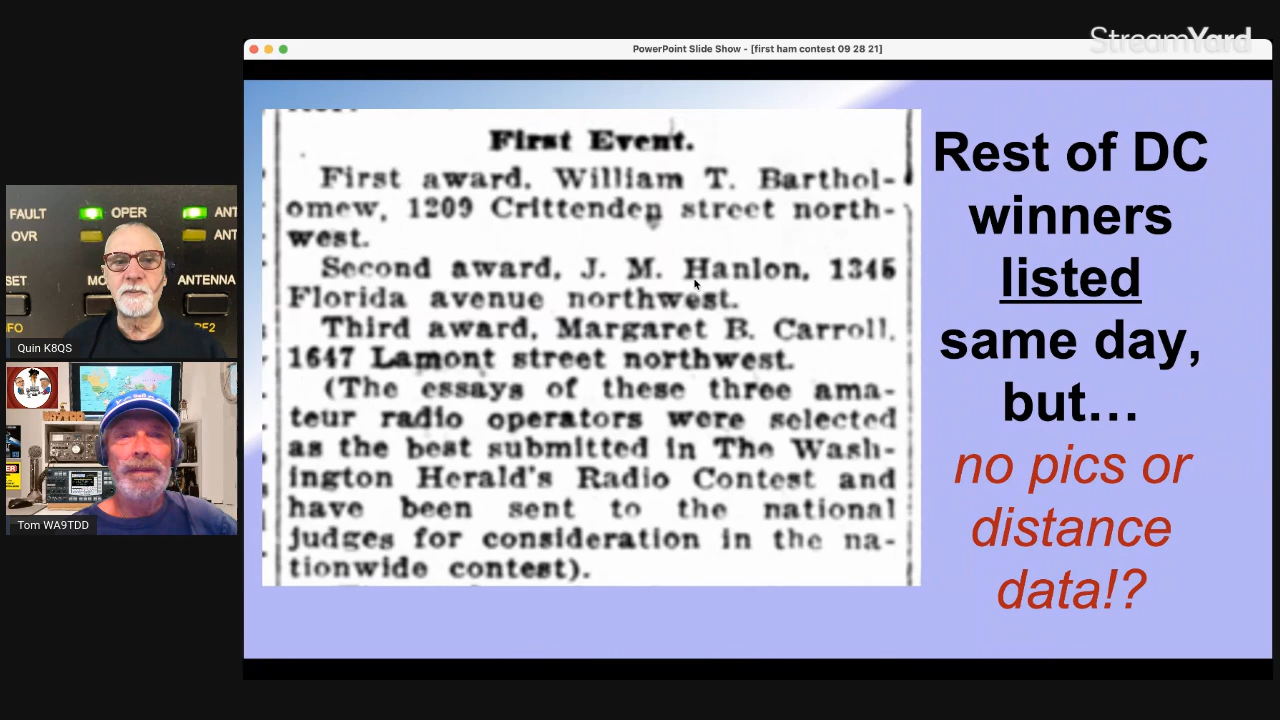 StreamYard
PowerPoint Slide Show - [first ham contest 09 28 21]
First Event.
First award, William T. Barthol-
omew, 1209 Crittenden street north-
west.
Second award, J. M. Hanlon, 1345
Florida avenue northwest.
Third award, Margaret B. Carroll,
1647 Lamont street northwest.
(The essays of these three ama-
teur radio operators were selected
as the best submitted in The Wash-
ington Herald's Radio Contest and
have been sent to the national
judges for consideration in the na-
tionwide contest).
Rest of DC
winners
listed
same day,
but…
no pics or
distance
data!?
FAULT
OPER
ANT
OVR
ANT
SET
MO
ANTENNA
Quin K8QS
Tom WA9TDD